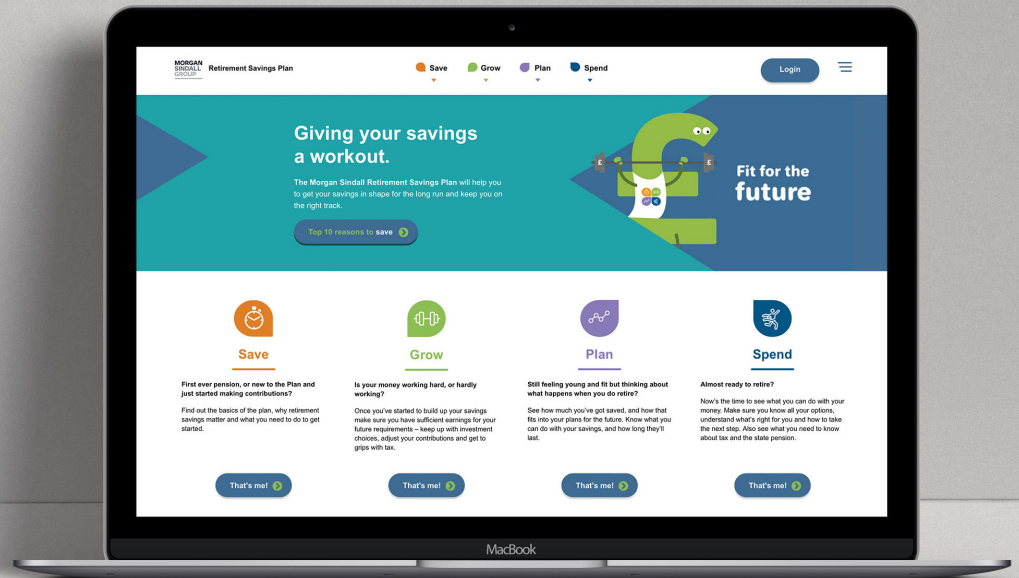 MORGAN
SINDALL
GROUP
Retirement Savings Plan
Save
Grow
Plan
Spend
Login
Giving your savings
a workout.
The Morgan Sindall Retirement Savings Plan will help you
to get your savings in shape for the long run and keep you on
the right track.
Top 10 reasons to save
£
£
Fit for the
future
Save
First ever pension, or new to the Plan and
just started making contributions?
Find out the basics of the plan, why retirement
savings matter and what you need to do to get
started.
That's me!
Grow
Is your money working hard, or hardly
working?
Once you've started to build up your savings
make sure you have sufficient earnings for your
future requirements – keep up with investment
choices, adjust your contributions and get to
grips with tax.
That's me!
Plan
Still feeling young and fit but thinking about
what happens when you do retire?
See how much you've got saved, and how that
fits into your plans for the future. Know what you
can do with your savings, and how long they'll
last.
That's me!
Spend
Almost ready to retire?
Now's the time to see what you can do with your
money. Make sure you know all your options,
understand what's right for you and how to take
the next step. Also see what you need to know
about tax and the state pension.
That's me!
MacBook